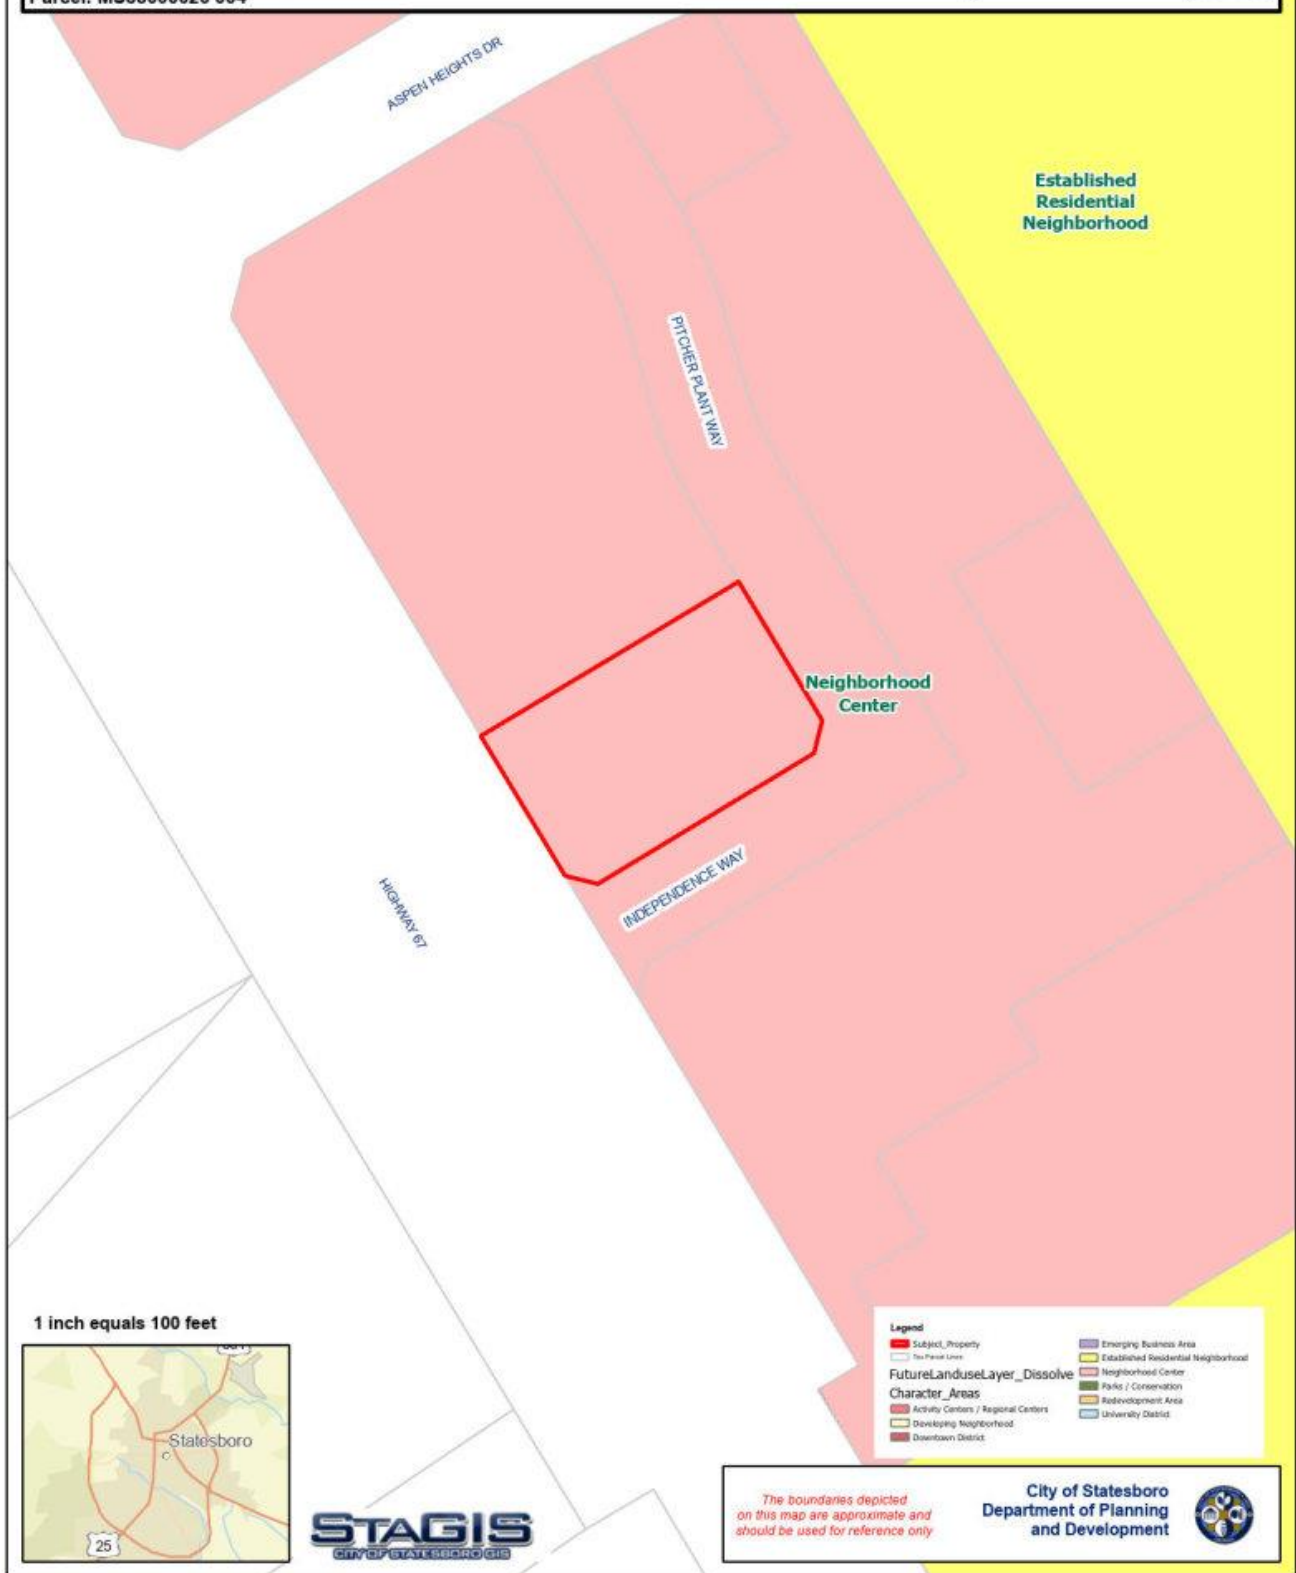 ASPEN HEIGHTS DR
Established
Residential
Neighborhood
PITCHER PLANT WAY
Neighborhood
Center
INDEPENDENCE WAY
HIGHWAY 67
1 inch equals 100 feet
Statesboro
25
STAGIS
CITY OF STATESBORO GIS
Legend
Subject_Property
Tax Parcel Lines
FutureLanduseLayer_Dissolve
Character_Areas
Activity Centers / Regional Centers
Developing Neighborhood
Downtown District
Emerging Business Area
Established Residential Neighborhood
Neighborhood Center
Parks / Conservation
Redevelopment Area
University District
The boundaries depicted
on this map are approximate and
should be used for reference only
City of Statesboro
Department of Planning
and Development